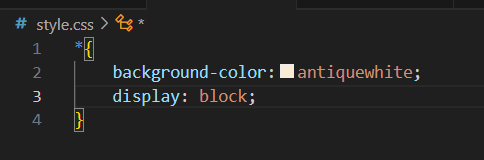 # style.css > *
1 *{
2 background-color: antiquewhite;
3 display: block;
4 }